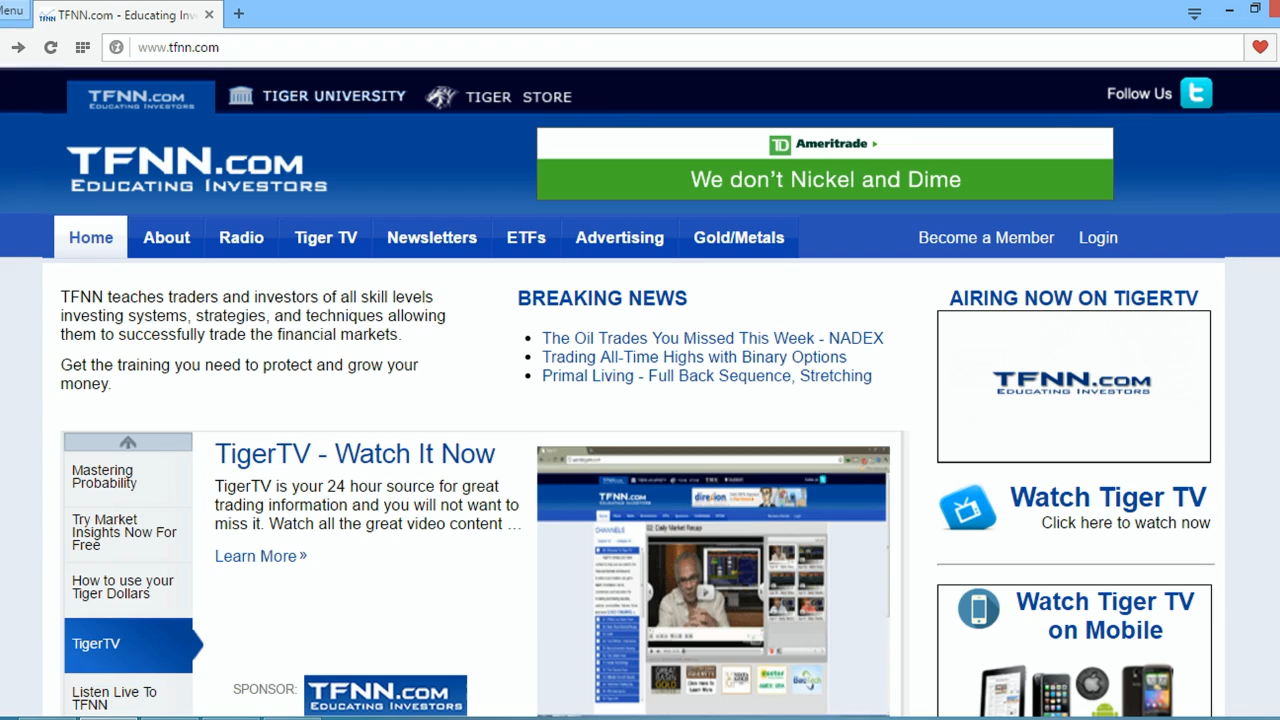 Menu
TFNN.com - Educating Inv
www.tfnn.com
TFNN.COM
EDUCATING INVESTORS
TIGER UNIVERSITY
TIGER STORE
Follow Us
TFNN.COM
EDUCATING INVESTORS
TD Ameritrade
We don't Nickel and Dime
Home
About
Radio
Tiger TV
Newsletters
ETFs
Advertising
Gold/Metals
Become a Member
Login
TFNN teaches traders and investors of all skill levels
investing systems, strategies, and techniques allowing
them to successfully trade the financial markets.
Get the training you need to protect and grow your
money.
BREAKING NEWS
The Oil Trades You Missed This Week - NADEX
Trading All-Time Highs with Binary Options
Primal Living - Full Back Sequence, Stretching
AIRING NOW ON TIGERTV
TFNN.COM
EDUCATING INVESTORS
Watch Tiger TV
Click here to watch now
Watch Tiger TV
on Mobile
Mastering
Probability
Try Market
Insights Now For
Free
How to use your
Tiger Dollars
TigerTV
Listen Live To
TFNN
TigerTV - Watch It Now
TigerTV is your 24 hour source for great
trading information and you will not want to
miss it. Watch all the great video content ...
Learn More »
SPONSOR:
TFNN.COM
EDUCATING INVESTORS
TFNN.COM
direxion
CHANNELS
02. Daily Market Recap